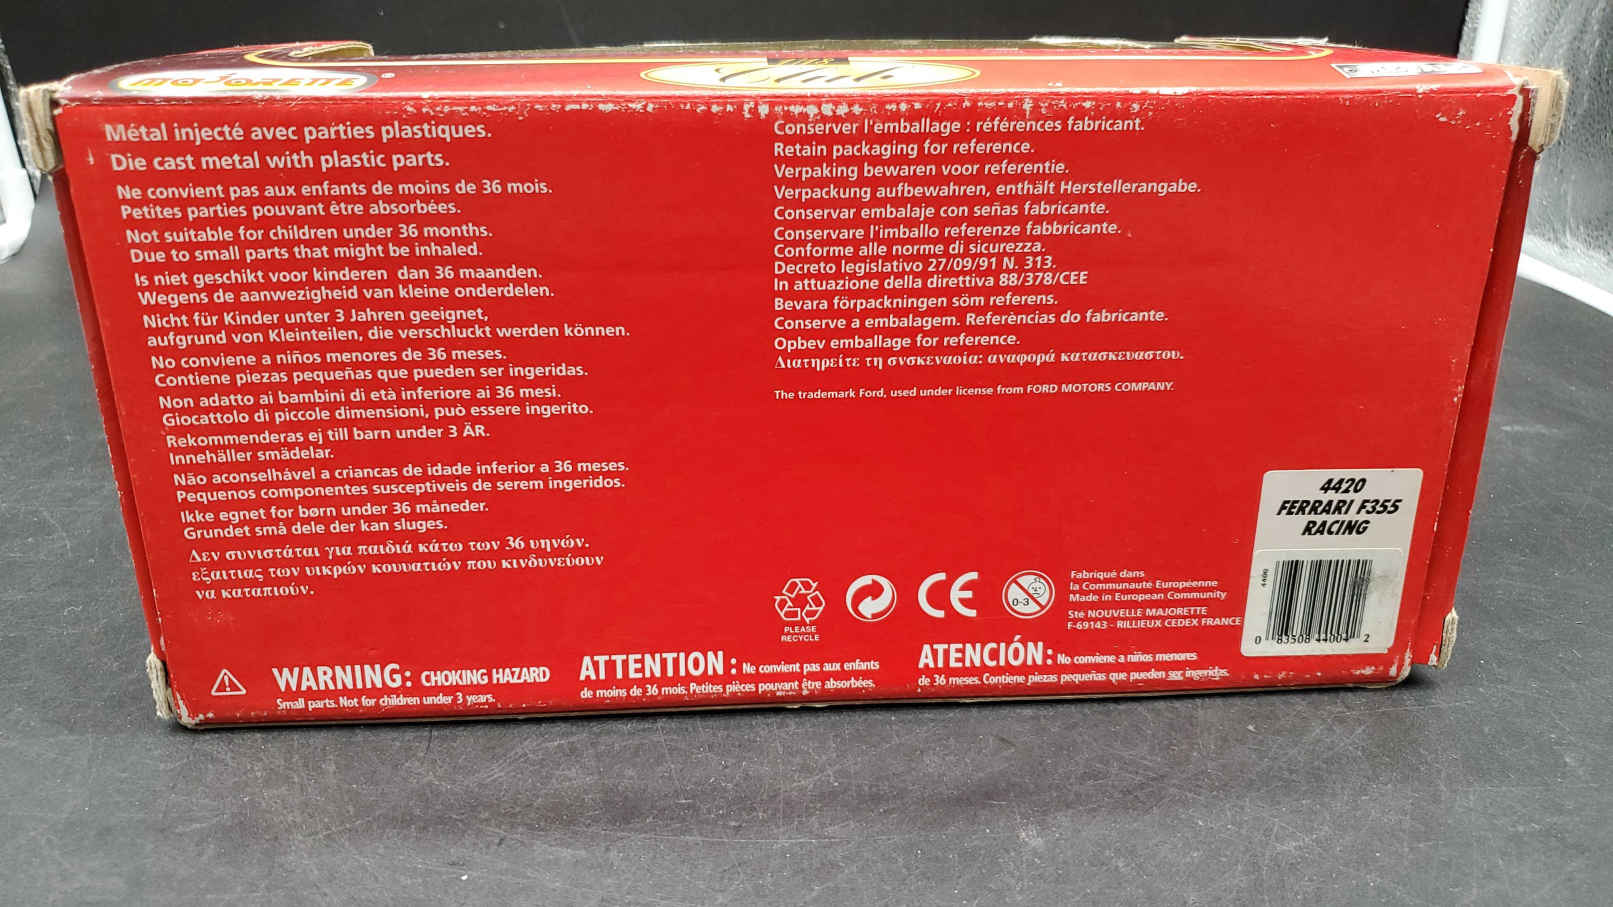 MAJORETTE
1/18
Club
Métal injecté avec parties plastiques.
Die cast metal with plastic parts.
Ne convient pas aux enfants de moins de 36 mois.
Petites parties pouvant être absorbées.
Not suitable for children under 36 months.
Due to small parts that might be inhaled.
Is niet geschikt voor kinderen dan 36 maanden.
Wegens de aanwezigheid van kleine onderdelen.
Nicht für Kinder unter 3 Jahren geeignet,
aufgrund von Kleinteilen, die verschluckt werden können.
No conviene a niños menores de 36 meses.
Contiene piezas pequeñas que pueden ser ingeridas.
Non adatto ai bambini di età inferiore ai 36 mesi.
Giocattolo di piccole dimensioni, può essere ingerito.
Rekommenderas ej till barn under 3 ÄR.
Innehäller smädelar.
Não aconselhável a criancas de idade inferior a 36 meses.
Pequenos componentes susceptiveis de serem ingeridos.
Ikke egnet for børn under 36 måneder.
Grundet små dele der kan sluges.
Δεν συνιστάται για παιδιά κάτω των 36 υηνών.
εξαιτιας των υικρών κουυατιών που κινδυνεύουν
να καταπιούν.
Conserver l'emballage : références fabricant.
Retain packaging for reference.
Verpaking bewaren voor referentie.
Verpackung aufbewahren, enthält Herstellerangabe.
Conservar embalaje con señas fabricante.
Conservare l'imballo referenze fabbricante.
Conforme alle norme di sicurezza.
Decreto legislativo 27/09/91 N. 313.
In attuazione della direttiva 88/378/CEE
Bevara förpackningen söm referens.
Conserve a embalagem. Referèncias do fabricante.
Opbev emballage for reference.
Διατηρείτε τη σνσκεναοία: αναφορά κατασκευαστου.
The trademark Ford, used under license from FORD MOTORS COMPANY.
4420
FERRARI F355
RACING
4400
0 83508 44004 2
PLEASE
RECYCLE
CE
0-3
Fabriqué dans
la Communauté Européenne
Made in European Community
Sté NOUVELLE MAJORETTE
F-69143 - RILLIEUX CEDEX FRANCE
WARNING: CHOKING HAZARD
Small parts. Not for children under 3 years.
ATTENTION : Ne convient pas aux enfants
de moins de 36 mois. Petites pièces pouvant être absorbées.
ATENCIÓN: No conviene a niños menores
de 36 meses. Contiene piezas pequeñas que pueden ser ingeridas.